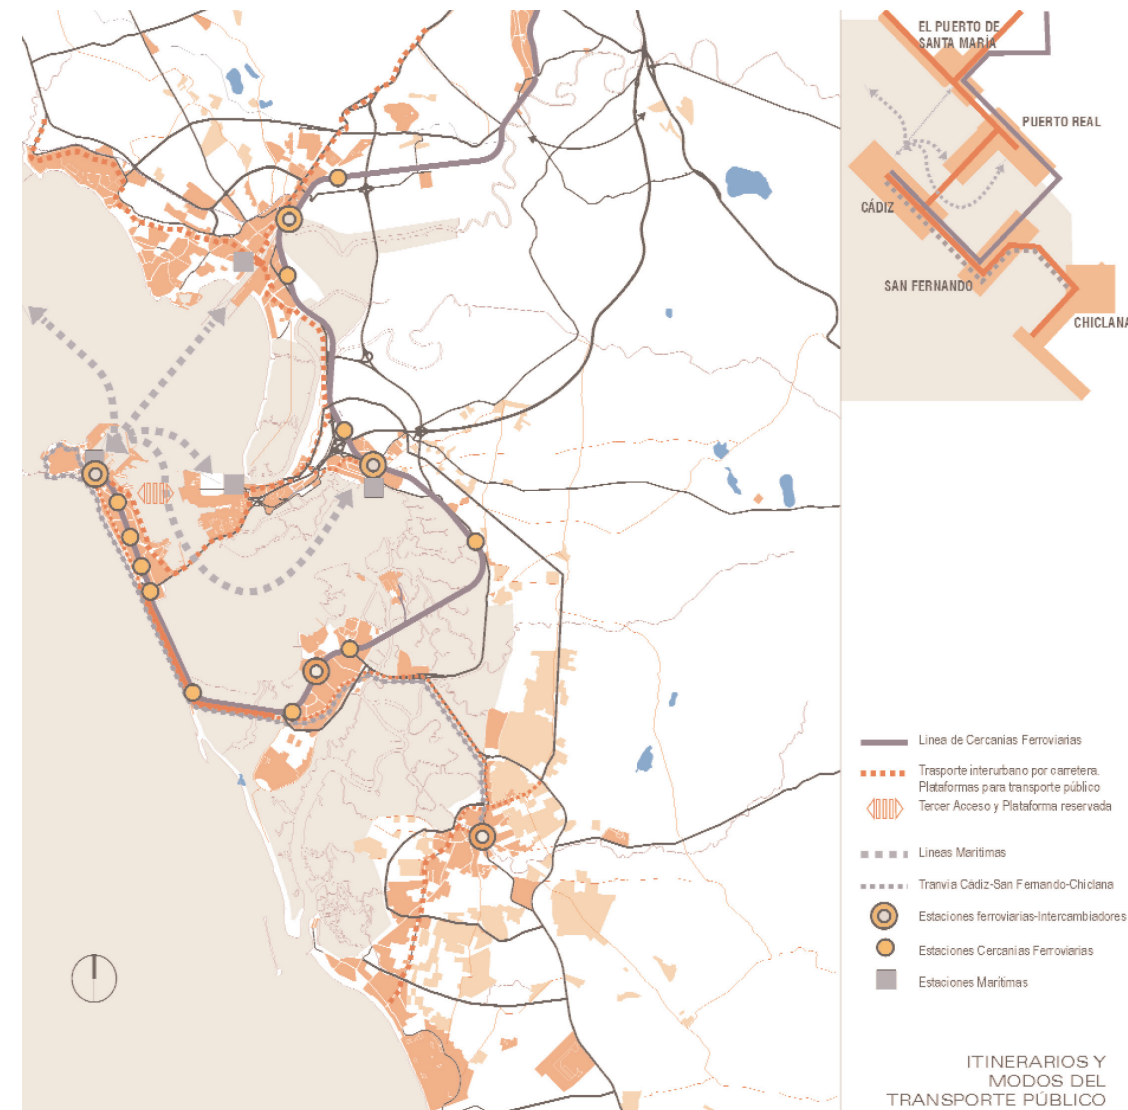 EL PUERTO DE
SANTA MARÍA
PUERTO REAL
CÁDIZ
SAN FERNANDO
CHICLANA
Linea de Cercanias Ferroviarias
Trasporte interurbano por carretera.
Plataformas para transporte público
Tercer Acceso y Plataforma reservada
Lineas Marítimas
Tranvia Cádiz-San Fernando-Chiclana
Estaciones ferroviarias-Intercambiadores
Estaciones Cercanias Ferroviarias
Estaciones Marítimas
ITINERARIOS Y
MODOS DEL
TRANSPORTE PÚBLICO